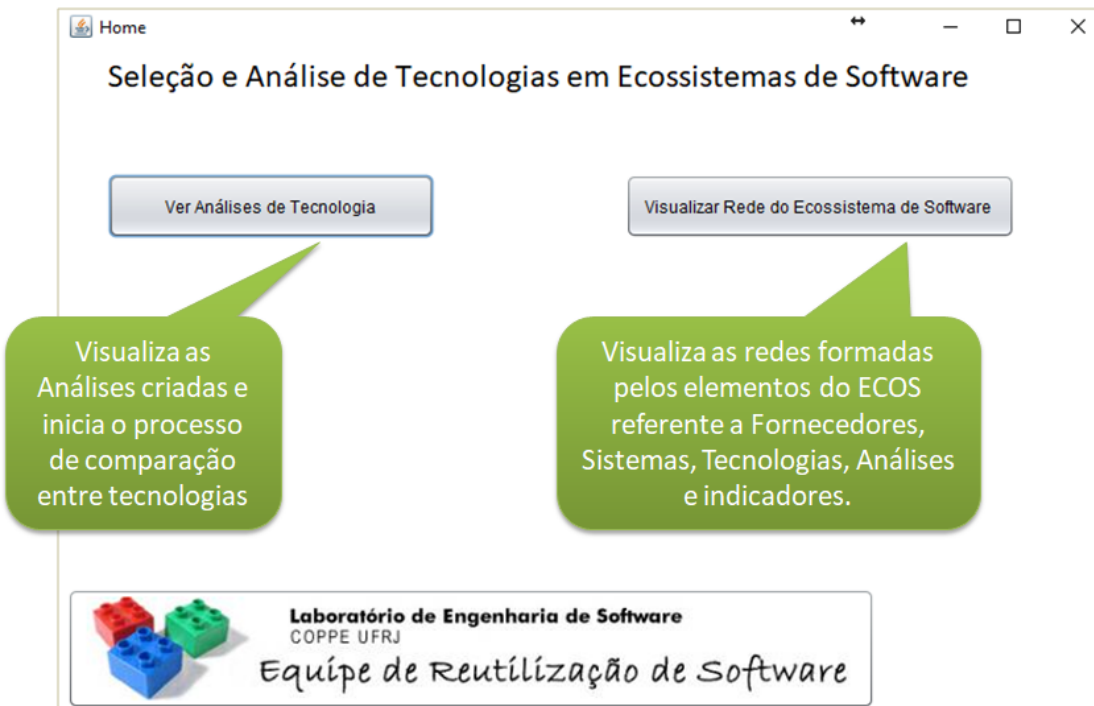 Home
Seleção e Análise de Tecnologias em Ecossistemas de Software
Ver Análises de Tecnologia
Visualizar Rede do Ecossistema de Software
Visualiza as
Análises criadas e
inicia o processo
de comparação
entre tecnologias
Visualiza as redes formadas
pelos elementos do ECOS
referente a Fornecedores,
Sistemas, Tecnologias, Análises
e indicadores.
Laboratório de Engenharia de Software
COPPE UFRJ
Equipe de Reutilização de Software